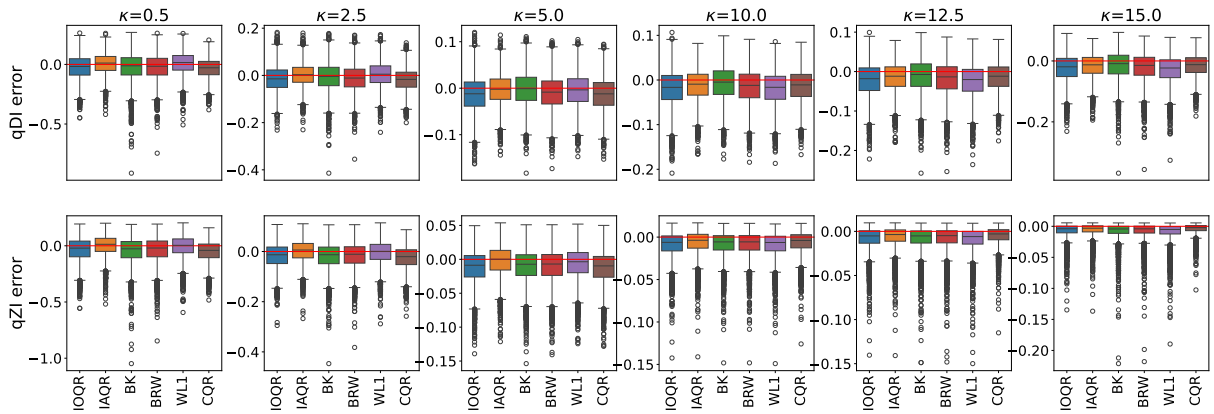 κ=0.5 κ=2.5 κ=5.0 κ=10.0 κ=12.5 κ=15.0
qDI error
0.0 −0.5
0.2 0.0 −0.2 −0.4
0.1 0.0 −0.1
0.1 0.0 −0.1 −0.2
0.1 0.0 −0.1 −0.2
0.0 −0.2
qZI error
0.0 −0.5 −1.0
0.0 −0.2 −0.4
0.05 0.00 −0.05 −0.10 −0.15
0.00 −0.05 −0.10 −0.15
0.00 −0.05 −0.10 −0.15
0.00 −0.05 −0.10 −0.15 −0.20
IOQR IAQR BK BRW WL1 CQR
IOQR IAQR BK BRW WL1 CQR
IOQR IAQR BK BRW WL1 CQR
IOQR IAQR BK BRW WL1 CQR
IOQR IAQR BK BRW WL1 CQR
IOQR IAQR BK BRW WL1 CQR